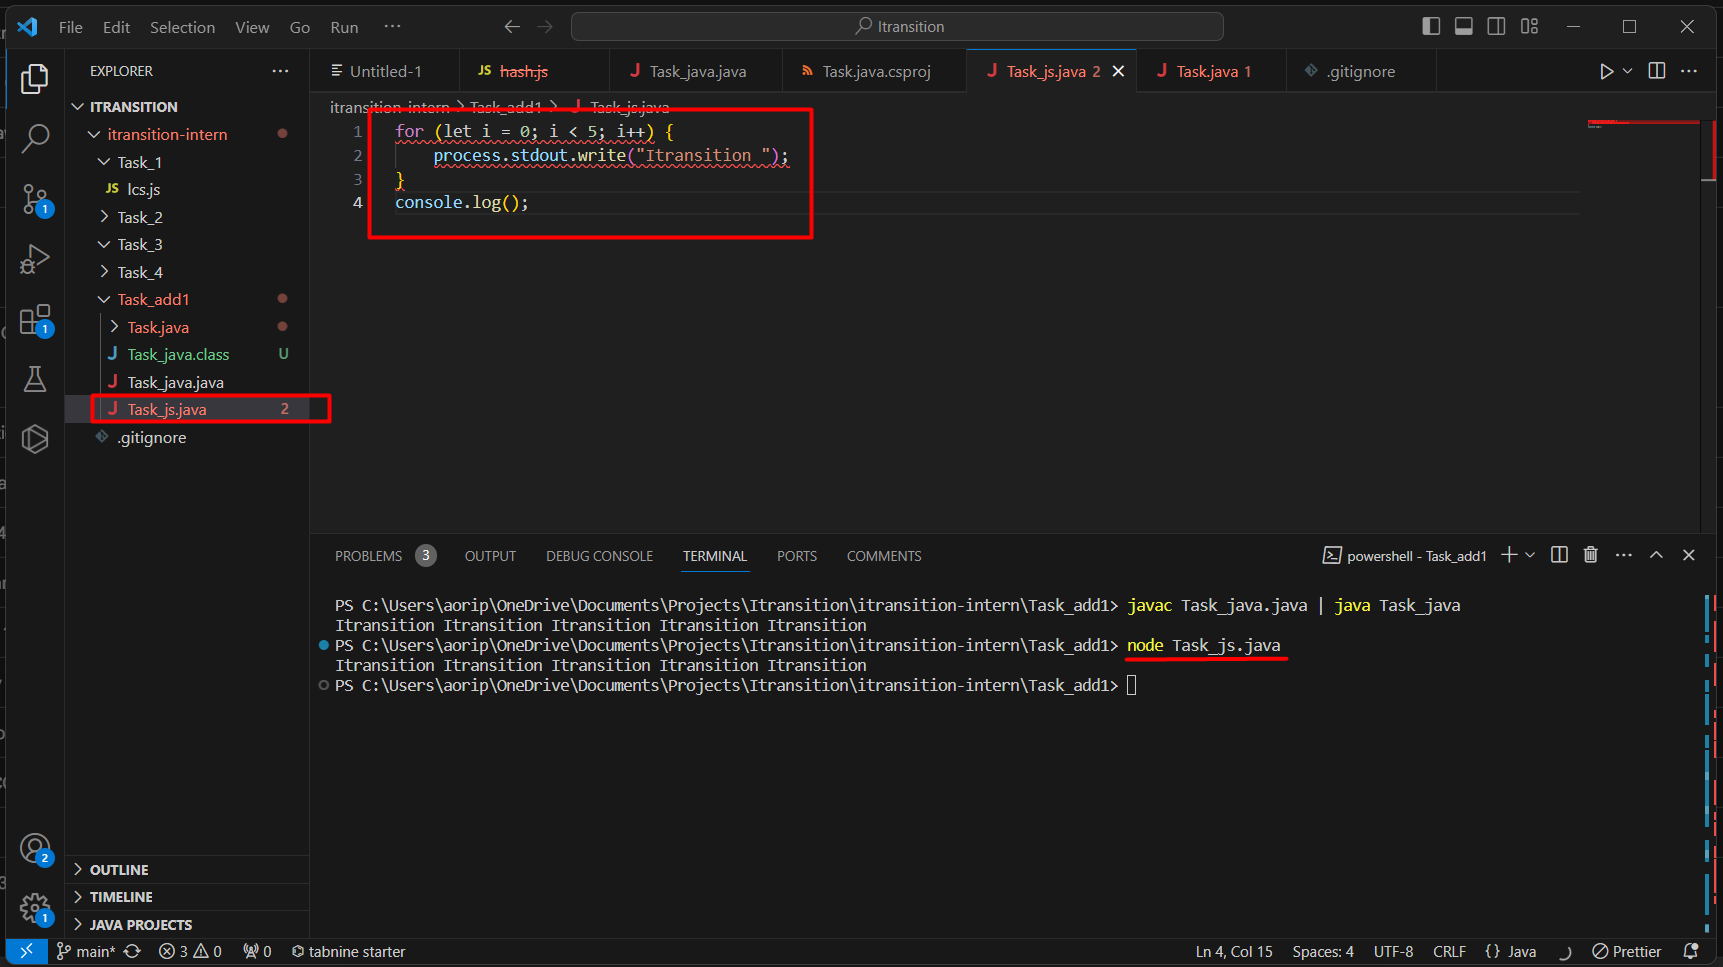 File Edit Selection View Go Run ··· Itransition
EXPLORER ···
ITRANSITION
itransition-intern
Task_1
JS lcs.js
Task_2
Task_3
Task_4
Task_add1
Task.java
J Task_java.class U
J Task_java.java
J Task_js.java 2
.gitignore
OUTLINE
TIMELINE
JAVA PROJECTS
1
1
2
1
Untitled-1 JS hash.js J Task_java.java Task.java.csproj J Task_js.java 2 J Task.java 1 .gitignore
itransition-intern > Task_add1 > J Task_js.java
1 for (let i = 0; i < 5; i++) {
2 process.stdout.write("Itransition ");
3 }
4 console.log();
PROBLEMS 3 OUTPUT DEBUG CONSOLE TERMINAL PORTS COMMENTS powershell - Task_add1
PS C:\Users\aorip\OneDrive\Documents\Projects\Itransition\itransition-intern\Task_add1> javac Task_java.java | java Task_java
Itransition Itransition Itransition Itransition Itransition
PS C:\Users\aorip\OneDrive\Documents\Projects\Itransition\itransition-intern\Task_add1> node Task_js.java
Itransition Itransition Itransition Itransition Itransition
PS C:\Users\aorip\OneDrive\Documents\Projects\Itransition\itransition-intern\Task_add1>
main* 3 0 0 tabnine starter Ln 4, Col 15 Spaces: 4 UTF-8 CRLF {} Java Prettier